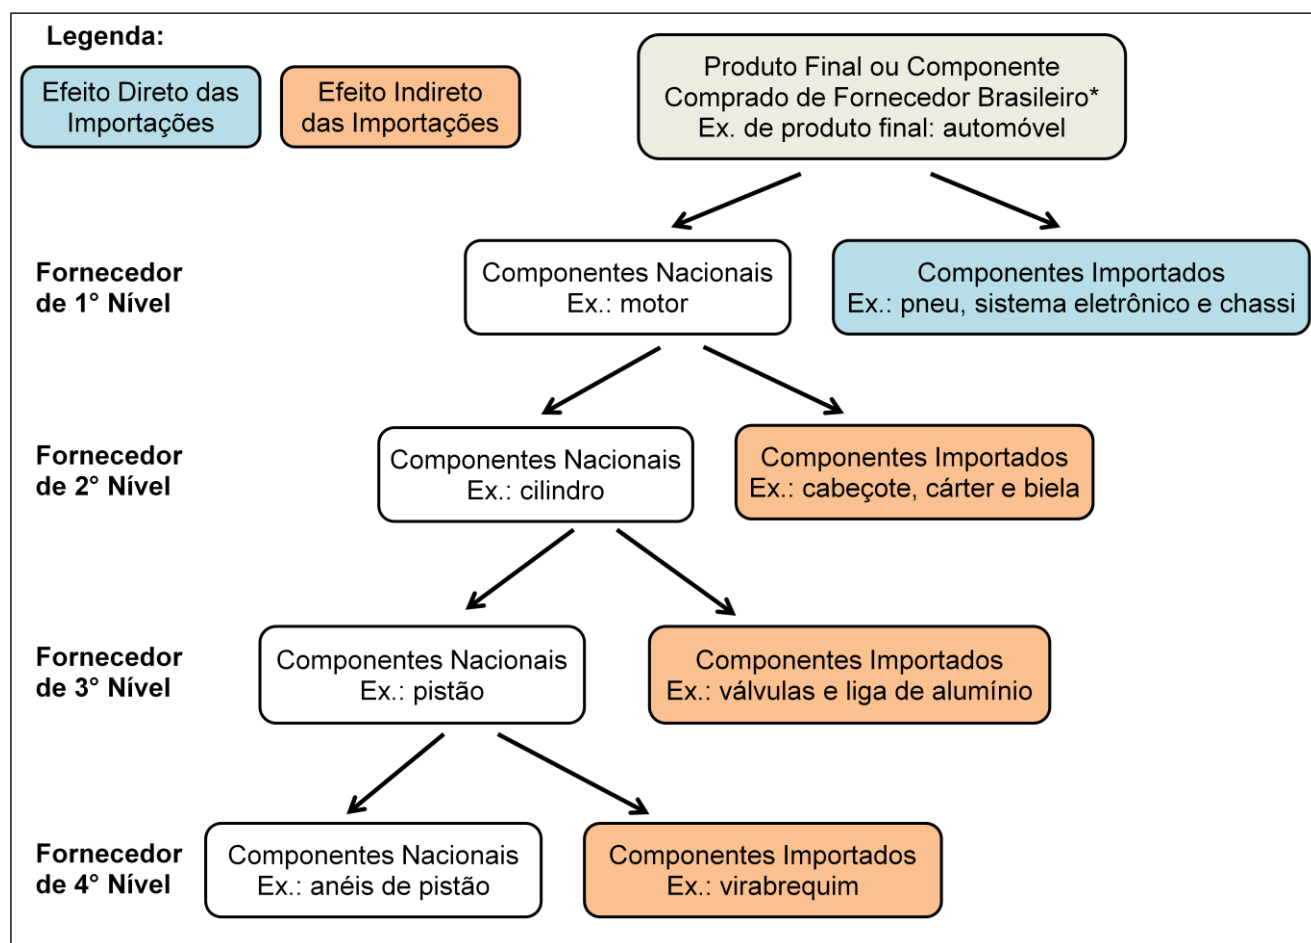 Legenda:
Efeito Direto das
Importações
Efeito Indireto
das Importações
Produto Final ou Componente
Comprado de Fornecedor Brasileiro*
Ex. de produto final: automóvel
Fornecedor
de 1° Nível
Componentes Nacionais
Ex.: motor
Componentes Importados
Ex.: pneu, sistema eletrônico e chassi
Fornecedor
de 2° Nível
Componentes Nacionais
Ex.: cilindro
Componentes Importados
Ex.: cabeçote, cárter e biela
Fornecedor
de 3° Nível
Componentes Nacionais
Ex.: pistão
Componentes Importados
Ex.: válvulas e liga de alumínio
Fornecedor
de 4° Nível
Componentes Nacionais
Ex.: anéis de pistão
Componentes Importados
Ex.: virabrequim